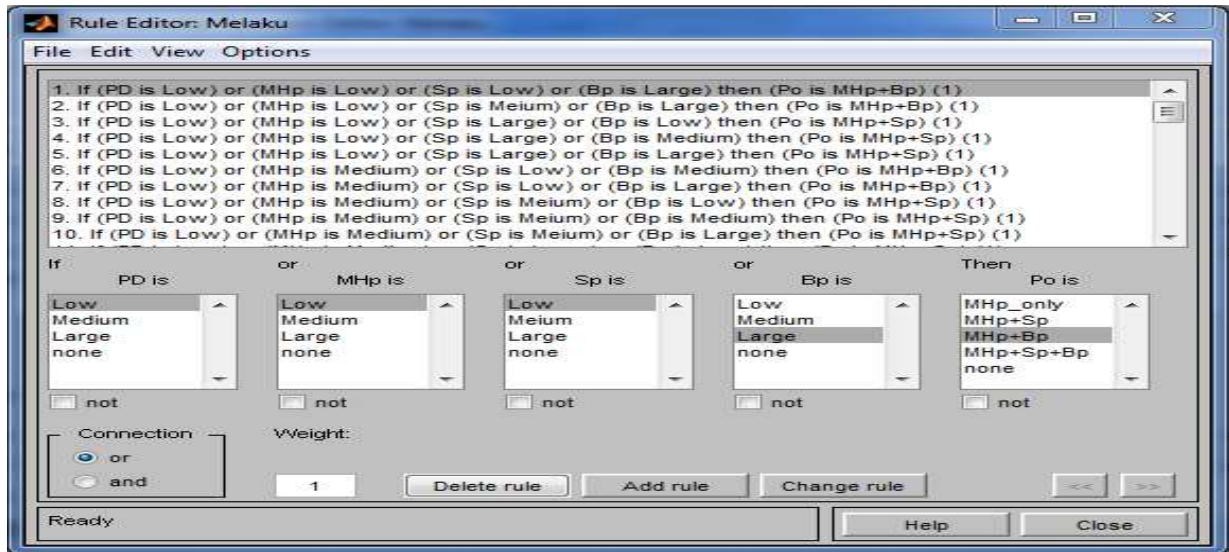 Rule Editor: Melaku
File Edit View Options
1. If (PD is Low) or (MHp is Low) or (Sp is Low) or (Bp is Large) then (Po is MHp+Bp) (1)
2. If (PD is Low) or (MHp is Low) or (Sp is Meium) or (Bp is Large) then (Po is MHp+Bp) (1)
3. If (PD is Low) or (MHp is Low) or (Sp is Large) or (Bp is Low) then (Po is MHp+Sp) (1)
4. If (PD is Low) or (MHp is Low) or (Sp is Large) or (Bp is Medium) then (Po is MHp+Sp) (1)
5. If (PD is Low) or (MHp is Low) or (Sp is Large) or (Bp is Large) then (Po is MHp+Sp) (1)
6. If (PD is Low) or (MHp is Medium) or (Sp is Low) or (Bp is Medium) then (Po is MHp+Bp) (1)
7. If (PD is Low) or (MHp is Medium) or (Sp is Low) or (Bp is Large) then (Po is MHp+Bp) (1)
8. If (PD is Low) or (MHp is Medium) or (Sp is Meium) or (Bp is Low) then (Po is MHp+Sp) (1)
9. If (PD is Low) or (MHp is Medium) or (Sp is Meium) or (Bp is Medium) then (Po is MHp+Sp) (1)
10. If (PD is Low) or (MHp is Medium) or (Sp is Meium) or (Bp is Large) then (Po is MHp+Sp) (1)
If or or or Then
PD is MHp is Sp is Bp is Po is
Low Low Low Low MHp_only
Medium Medium Meium Medium MHp+Sp
Large Large Large Large MHp+Bp
none none none none MHp+Sp+Bp
none
not not not not not
Connection Weight:
or
and 1 Delete rule Add rule Change rule << >>
Ready Help Close